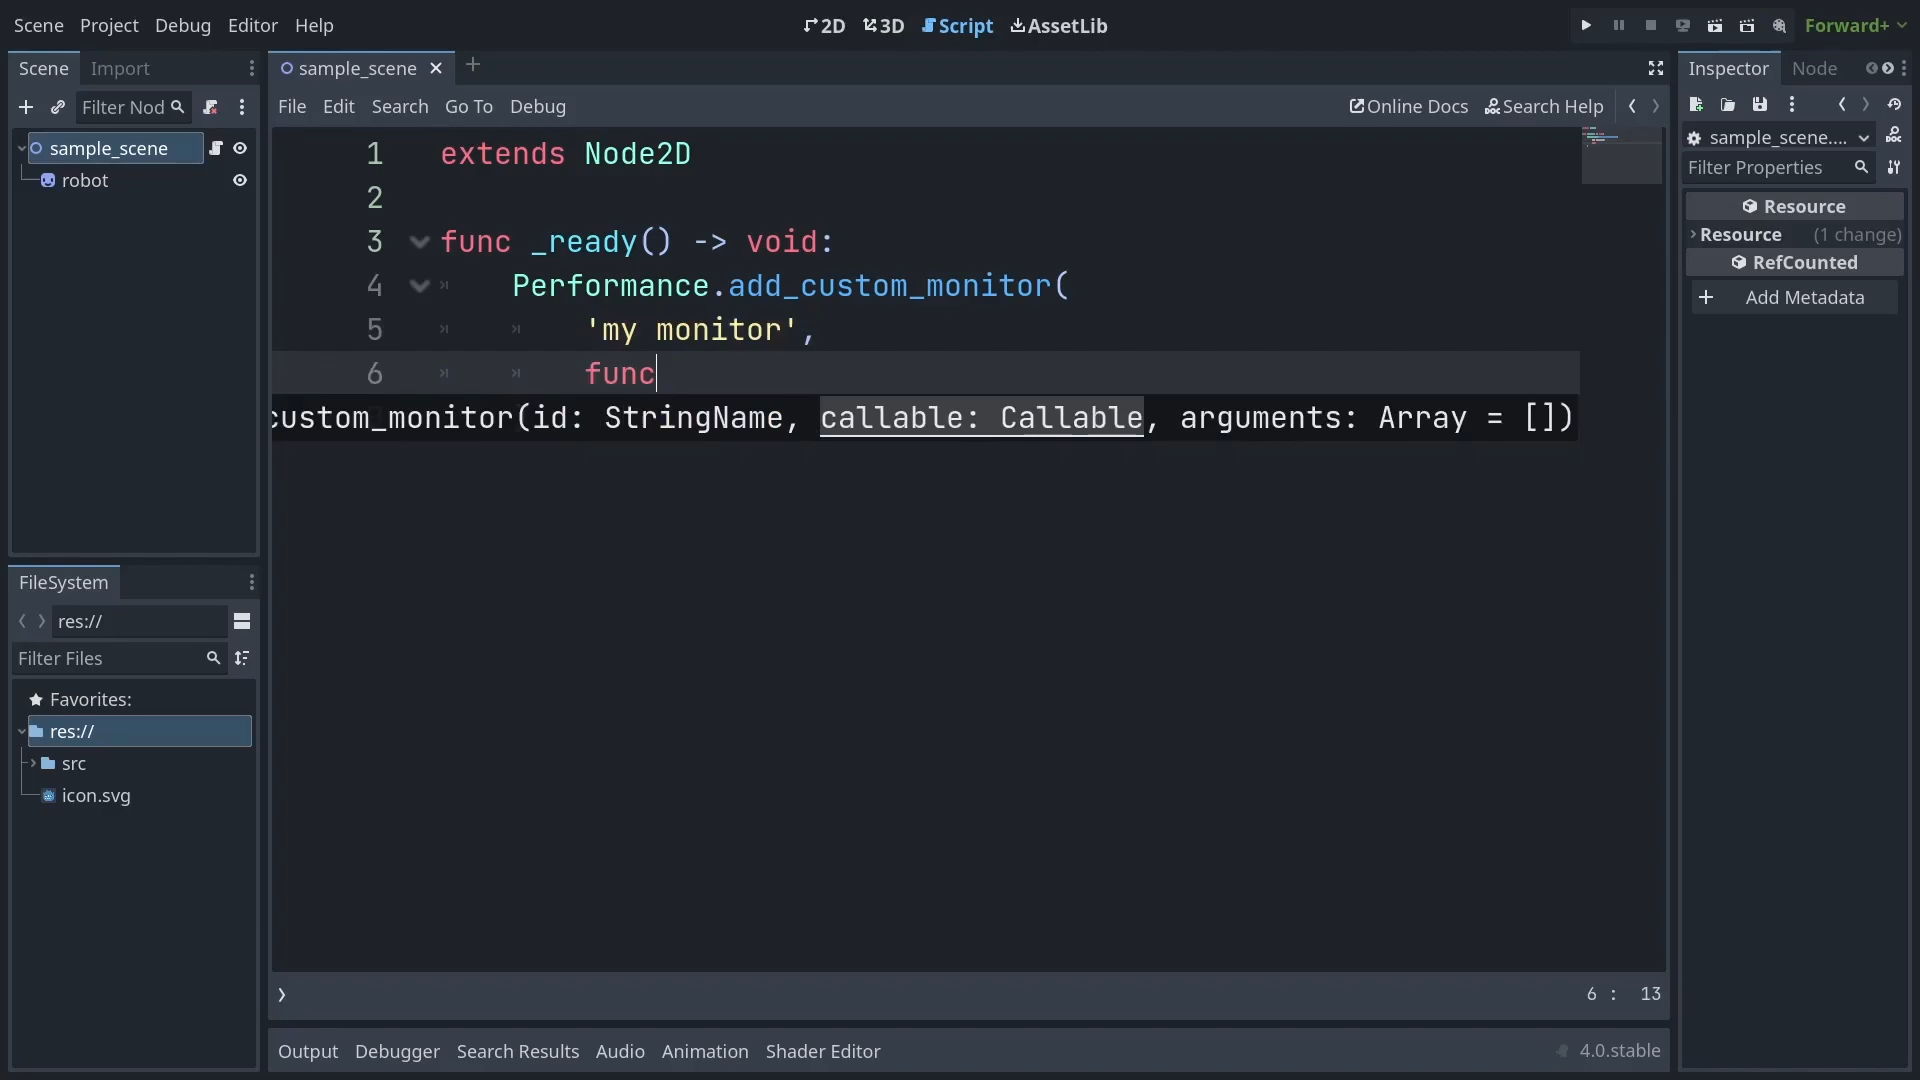 Scene Project Debug Editor Help
2D 3D Script AssetLib
Forward+
Scene Import
Filter Nod
sample_scene
robot
FileSystem
res://
Filter Files
Favorites:
res://
src
icon.svg
sample_scene
File Edit Search Go To Debug
Online Docs Search Help
1 extends Node2D
2
3 func _ready() -> void:
4 Performance.add_custom_monitor(
5 'my monitor',
6 func
custom_monitor(id: StringName, callable: Callable, arguments: Array = [])
6 : 13
Output Debugger Search Results Audio Animation Shader Editor
4.0.stable
Inspector Node
sample_scene....
Filter Properties
Resource
Resource (1 change)
RefCounted
Add Metadata